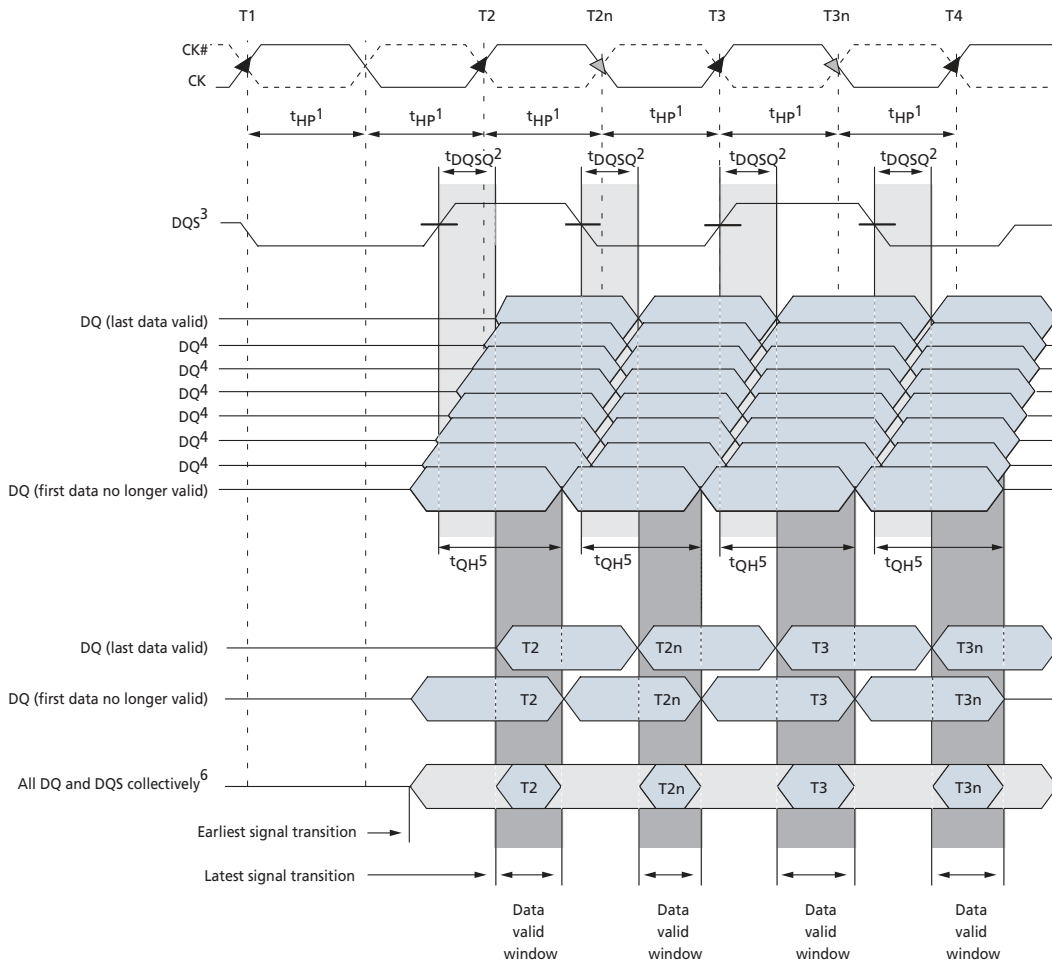 T1 T2 T2n T3 T3n T4
CK#
CK
tHP1 tHP1 tHP1 tHP1 tHP1 tHP1
tDQSQ2 tDQSQ2 tDQSQ2 tDQSQ2
DQS3
DQ (last data valid)
DQ4
DQ4
DQ4
DQ4
DQ4
DQ4
DQ (first data no longer valid)
tQH5 tQH5 tQH5 tQH5
DQ (last data valid) T2 T2n T3 T3n
DQ (first data no longer valid) T2 T2n T3 T3n
All DQ and DQS collectively6 T2 T2n T3 T3n
Earliest signal transition
Latest signal transition
Data Data Data Data
valid valid valid valid
window window window window